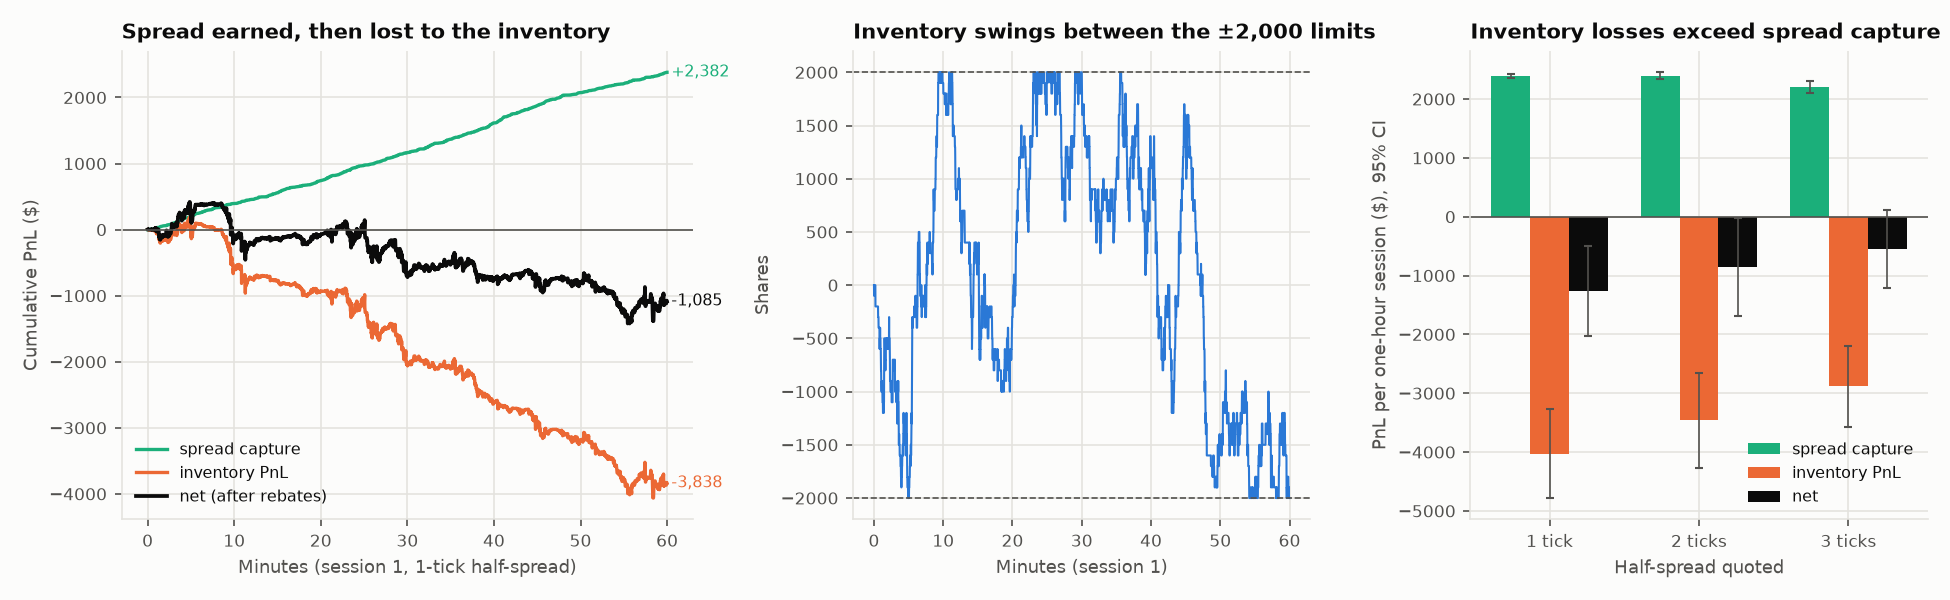 Spread earned, then lost to the inventory
Cumulative PnL ($)
2000
1000
0
−1000
−2000
−3000
−4000
+2,382
-1,085
-3,838
spread capture
inventory PnL
net (after rebates)
0 10 20 30 40 50 60
Minutes (session 1, 1-tick half-spread)
Inventory swings between the ±2,000 limits
Shares
2000
1500
1000
500
0
−500
−1000
−1500
−2000
0 10 20 30 40 50 60
Minutes (session 1)
Inventory losses exceed spread capture
PnL per one-hour session ($), 95% CI
2000
1000
0
−1000
−2000
−3000
−4000
−5000
spread capture
inventory PnL
net
1 tick 2 ticks 3 ticks
Half-spread quoted